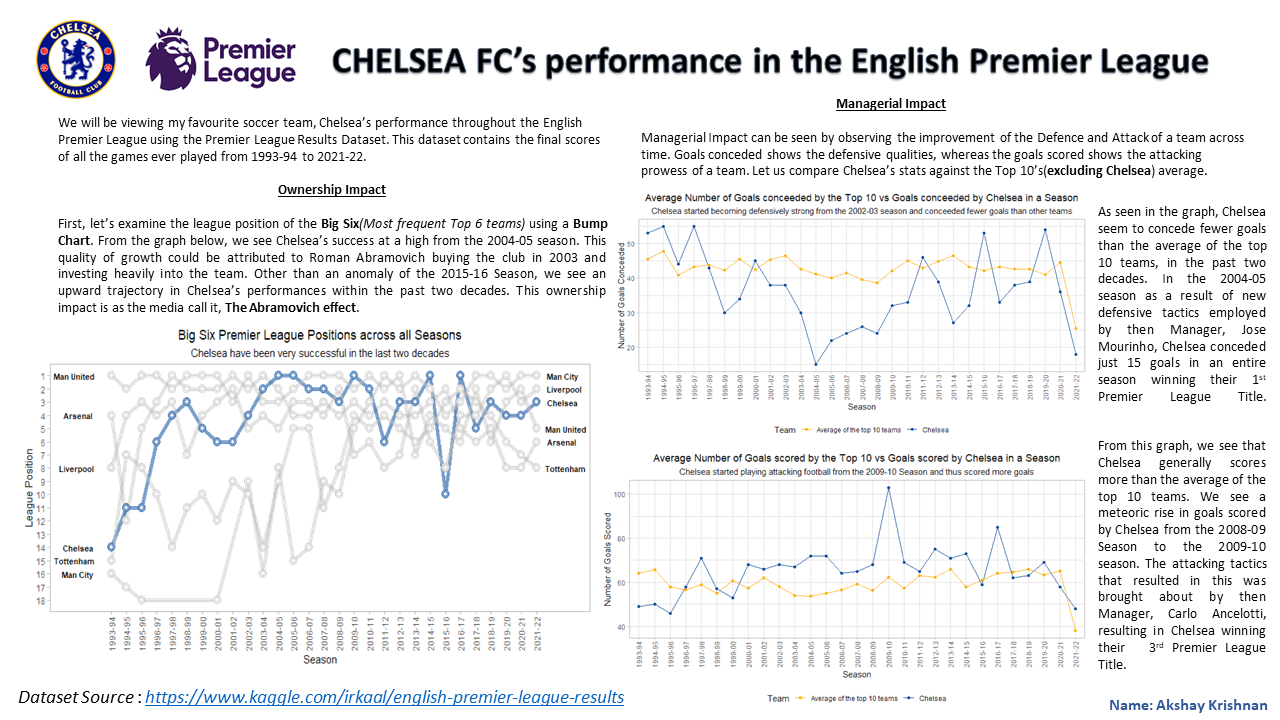 CHELSEA
FOOTBALL CLUB
Premier
League
CHELSEA FC's performance in the English Premier League
We will be viewing my favourite soccer team, Chelsea's performance throughout the English
Premier League using the Premier League Results Dataset. This dataset contains the final scores
of all the games ever played from 1993-94 to 2021-22.
Ownership Impact
First, let's examine the league position of the Big Six(Most frequent Top 6 teams) using a Bump
Chart. From the graph below, we see Chelsea's success at a high from the 2004-05 season. This
quality of growth could be attributed to Roman Abramovich buying the club in 2003 and
investing heavily into the team. Other than an anomaly of the 2015-16 Season, we see an
upward trajectory in Chelsea's performances within the past two decades. This ownership
impact is as the media call it, The Abramovich effect.
Big Six Premier League Positions across all Seasons
Chelsea have been very successful in the last two decades
League Position
1
2
3
4
5
6
7
8
9
10
11
12
13
14
15
16
17
18
Man United
Arsenal
Liverpool
Chelsea
Tottenham
Man City
Man City
Liverpool
Chelsea
Man United
Arsenal
Tottenham
1993-94
1994-95
1995-96
1996-97
1997-98
1998-99
1999-00
2000-01
2001-02
2002-03
2003-04
2004-05
2005-06
2006-07
2007-08
2008-09
2009-10
2010-11
2011-12
2012-13
2013-14
2014-15
2015-16
2016-17
2017-18
2018-19
2019-20
2020-21
2021-22
Season
Dataset Source : https://www.kaggle.com/irkaal/english-premier-league-results
Managerial Impact
Managerial Impact can be seen by observing the improvement of the Defence and Attack of a team across
time. Goals conceded shows the defensive qualities, whereas the goals scored shows the attacking
prowess of a team. Let us compare Chelsea's stats against the Top 10's(excluding Chelsea) average.
Average Number of Goals conceeded by the Top 10 vs Goals conceeded by Chelsea in a Season
Chelsea started becoming defensively strong from the 2002-03 season and conceeded fewer goals than other teams
Number of Goals Conceeded
50
40
30
20
1993-94
1994-95
1995-96
1996-97
1997-98
1998-99
1999-00
2000-01
2001-02
2002-03
2003-04
2004-05
2005-06
2006-07
2007-08
2008-09
2009-10
2010-11
2011-12
2012-13
2013-14
2014-15
2015-16
2016-17
2017-18
2018-19
2019-20
2020-21
2021-22
Season
Team Average of the top 10 teams Chelsea
As seen in the graph, Chelsea
seem to concede fewer goals
than the average of the top
10 teams, in the past two
decades. In the 2004-05
season as a result of new
defensive tactics employed
by then Manager, Jose
Mourinho, Chelsea conceded
just 15 goals in an entire
season winning their 1st
Premier League Title.
Average Number of Goals scored by the Top 10 vs Goals scored by Chelsea in a Season
Chelsea started playing attacking football from the 2009-10 Season and thus scored more goals
Number of Goals Scored
100
80
60
40
1993-94
1994-95
1995-96
1996-97
1997-98
1998-99
1999-00
2000-01
2001-02
2002-03
2003-04
2004-05
2005-06
2006-07
2007-08
2008-09
2009-10
2010-11
2011-12
2012-13
2013-14
2014-15
2015-16
2016-17
2017-18
2018-19
2019-20
2020-21
2021-22
Season
Team Average of the top 10 teams Chelsea
From this graph, we see that
Chelsea generally scores
more than the average of the
top 10 teams. We see a
meteoric rise in goals scored
by Chelsea from the 2008-09
Season to the 2009-10
season. The attacking tactics
that resulted in this was
brought about by then
Manager, Carlo Ancelotti,
resulting in Chelsea winning
their 3rd Premier League
Title.
Name: Akshay Krishnan